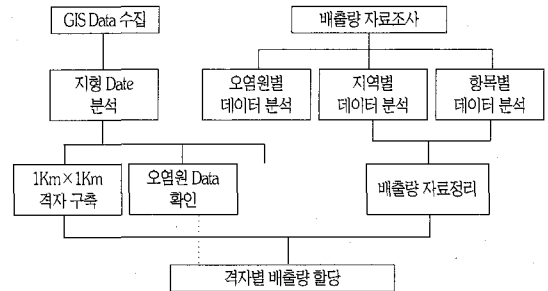 GIS Data 수집
배출량 자료조사
지형 Date
분석
오염원별
데이터 분석
지역별
데이터 분석
항목별
데이터 분석
1Km×1Km
격자 구축
오염원 Data
확인
배출량 자료정리
격자별 배출량 할당